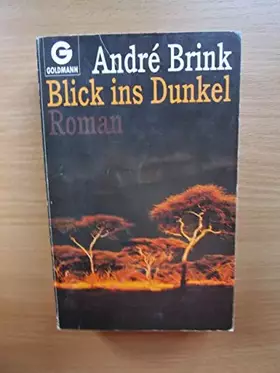 G
GOLDMANN
André Brink
Blick ins Dunkel
Roman